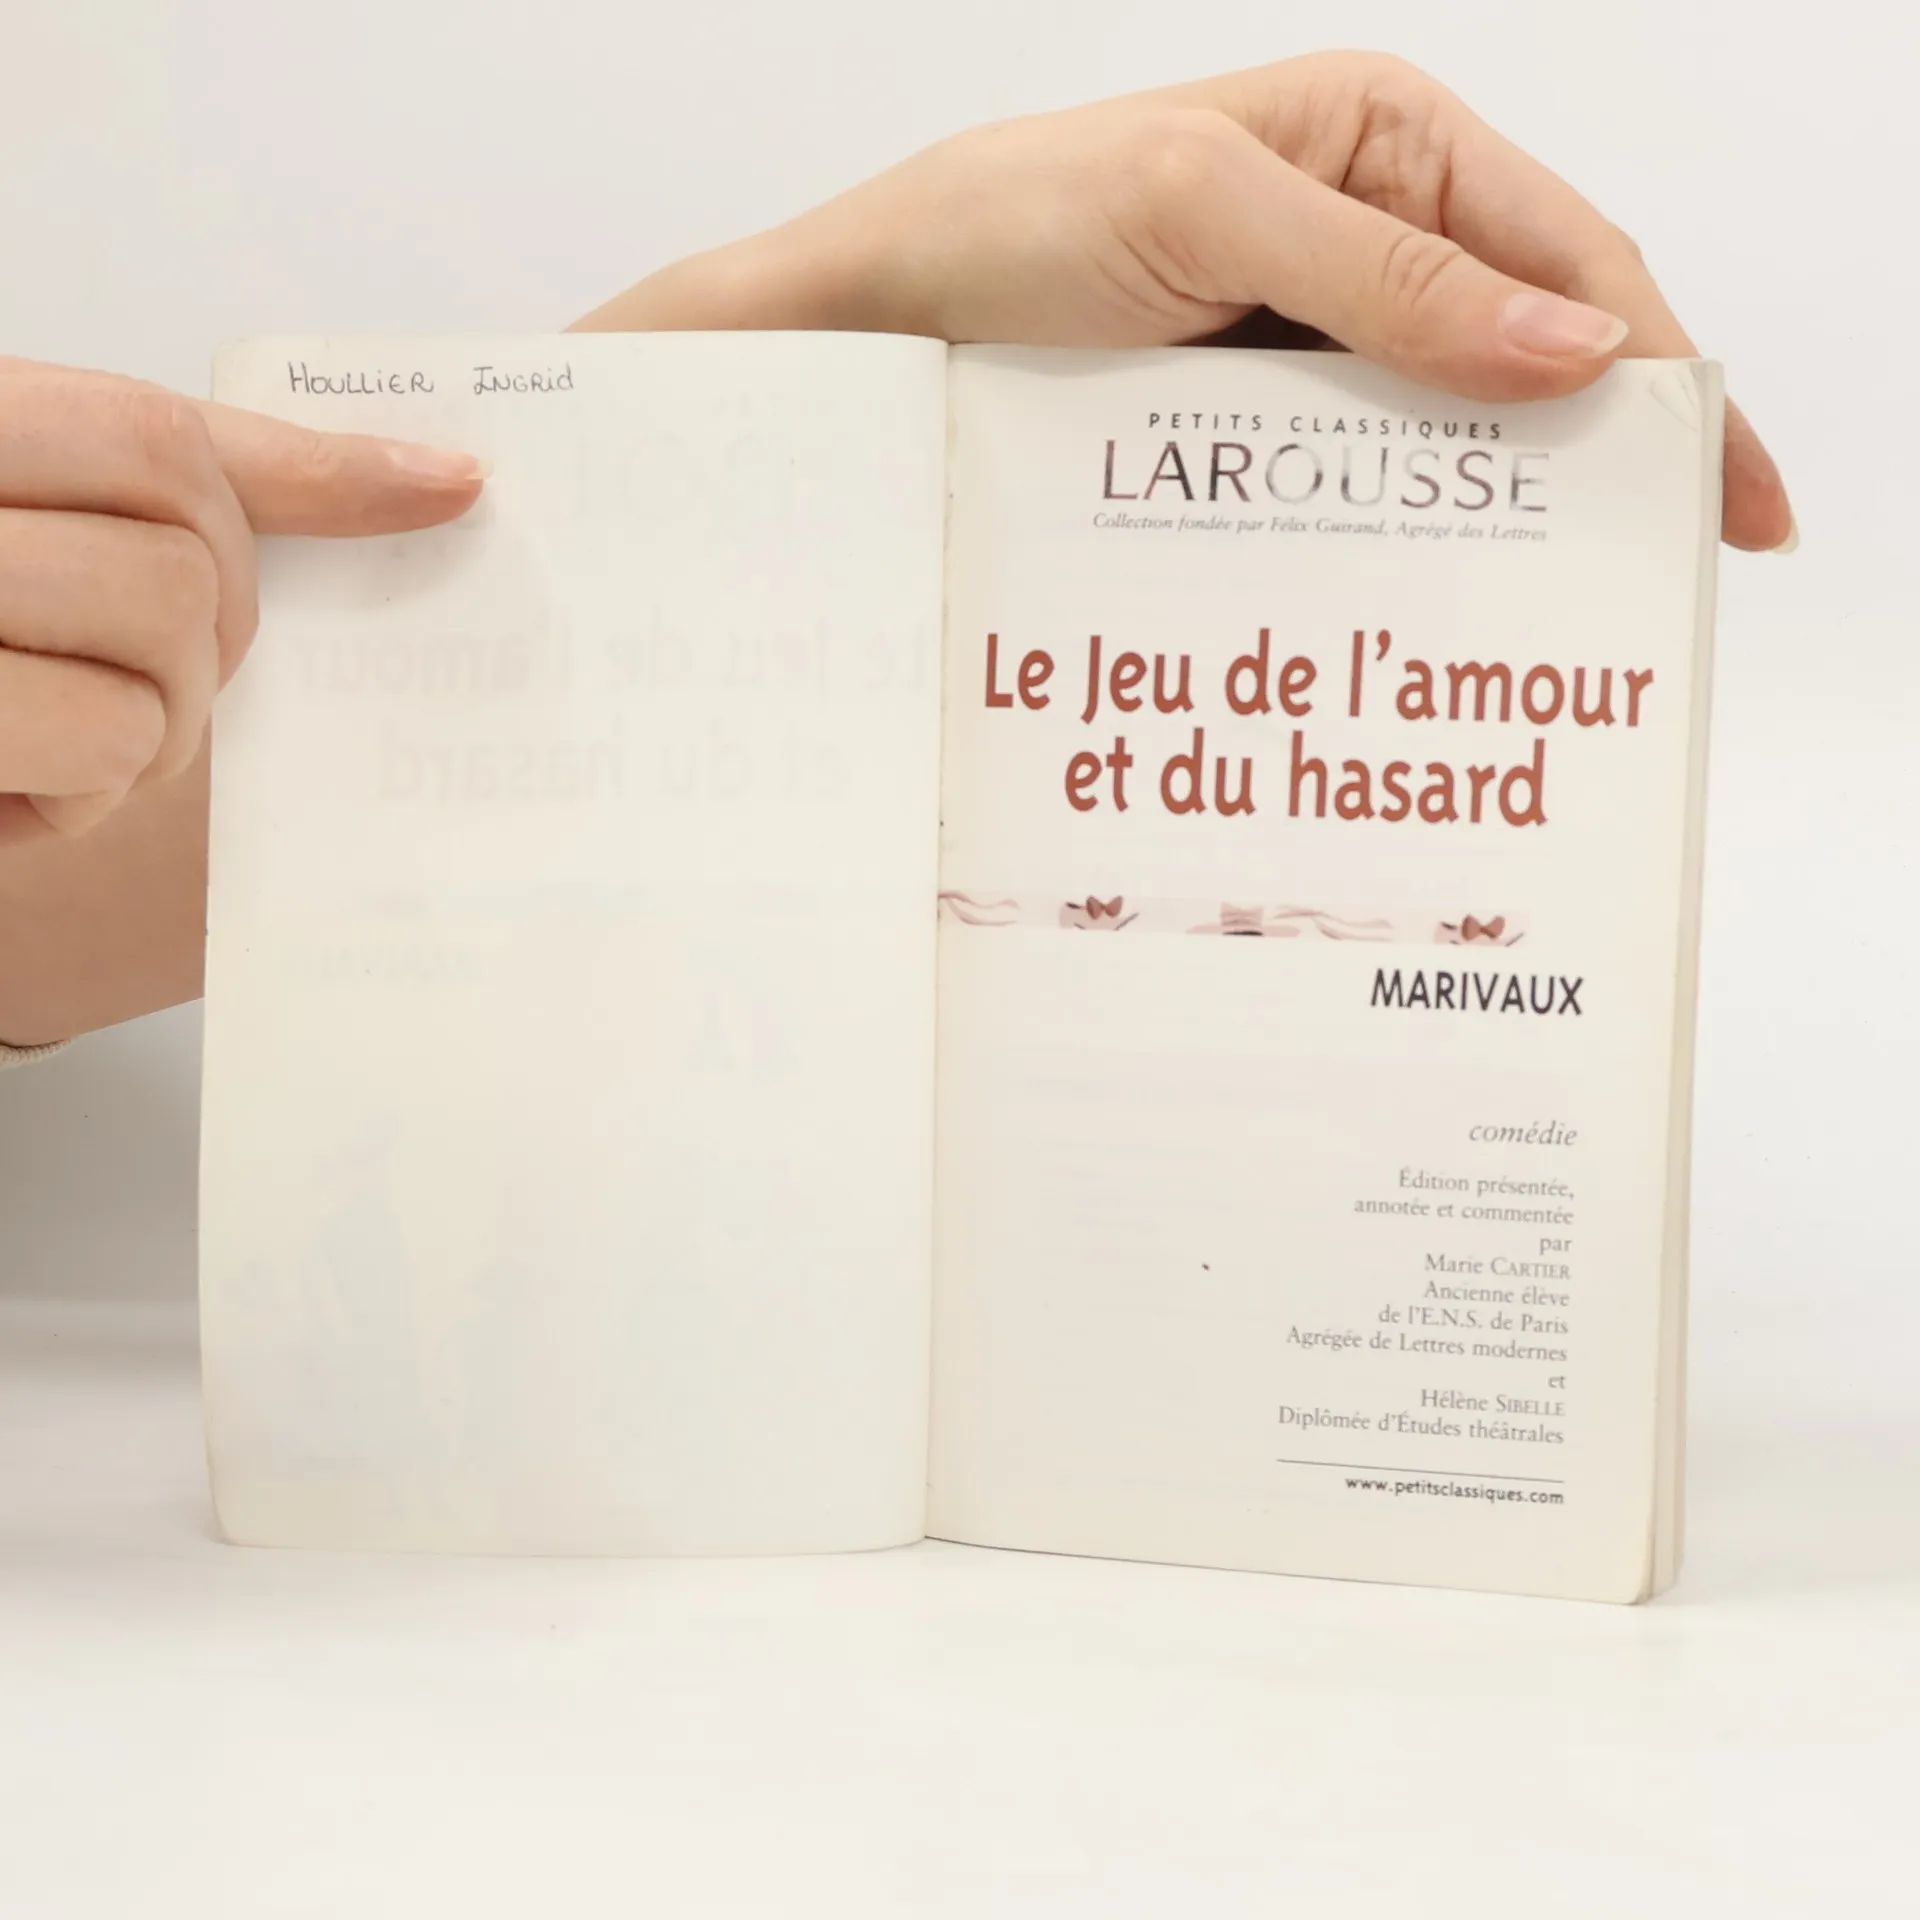 HOULLiER INGRid
PETITS CLASSIQUES
LAROUSSE
Collection fondée par Félix Guirand, Agrégé des Lettres
Le Jeu de l'amour
et du hasard
MARIVAUX
comédie
Édition présentée,
annotée et commentée
par
Marie CARTIER
Ancienne élève
de l'E.N.S. de Paris
Agrégée de Lettres modernes
et
Hélène SIBELLE
Diplômée d'Études théâtrales
www.petitsclassiques.com